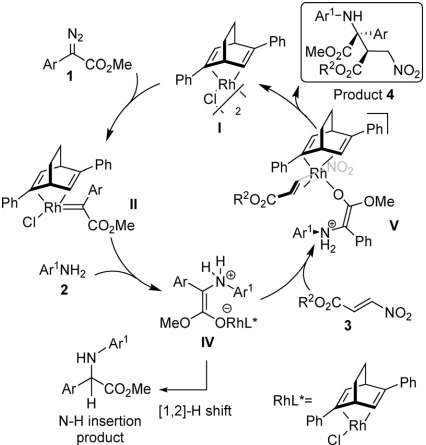 N₂
Ar
CO₂Me
1
Ph
Ph
Rh
Cl
2
I
Ar¹-NH
Ar
MeO₂C
R²O₂C
NO₂
Product 4
Ph
Ph
Rh
Cl
Ar
CO₂Me
II
Ph
Ph
Rh
NO₂
R²O₂C
O
OMe
Ar¹
N⊕
H₂
Ph
V
Ar¹NH₂
2
H H
N⊕
Ar
Ar¹
MeO
O⊖
RhL*
IV
R²O₂C
NO₂
3
HN
Ar¹
Ar
CO₂Me
H
N-H insertion
product
[1,2]-H shift
RhL*=
Ph
Ph
Rh
Cl